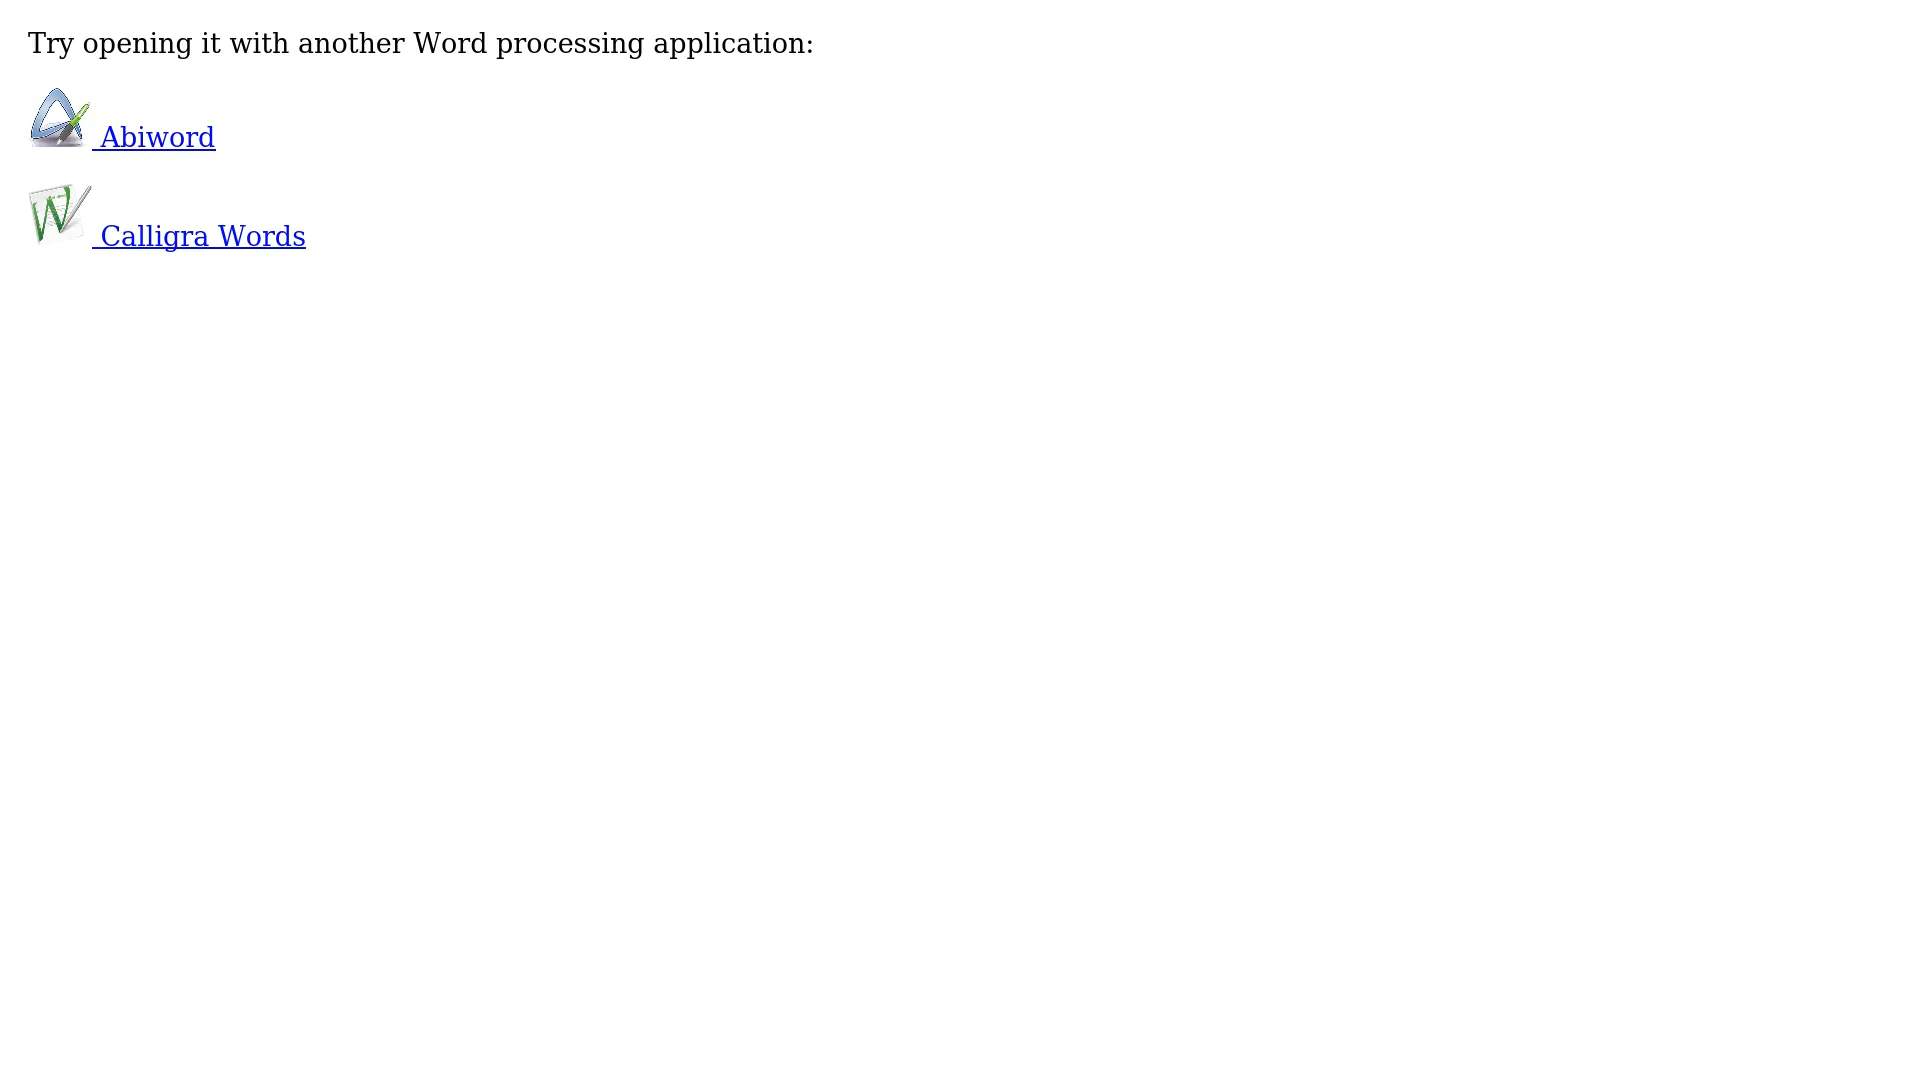 Try opening it with another Word processing application:
Abiword
Calligra Words